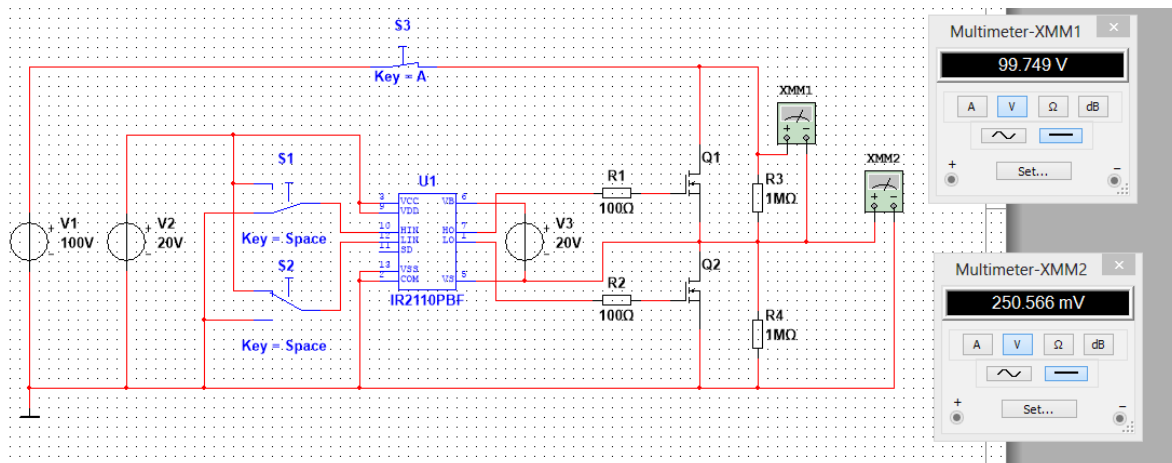 S3
Key = A
Multimeter-XMM1
99.749 V
A V Ω dB
+ Set... -
XMM1
+ -
XMM2
+ -
Q1
R1
100Ω
R3
1MΩ
S1
U1
V1
100V
V2
20V
3 VCC VB 6
9 VDD
10 HIN HO 7
12 LIN LO 1
11 SD
13 VSS
2 COM VS 5
IR2110PBF
V3
20V
Key = Space
S2
Key = Space
Q2
R2
100Ω
R4
1MΩ
Multimeter-XMM2
250.566 mV
A V Ω dB
+ Set... -